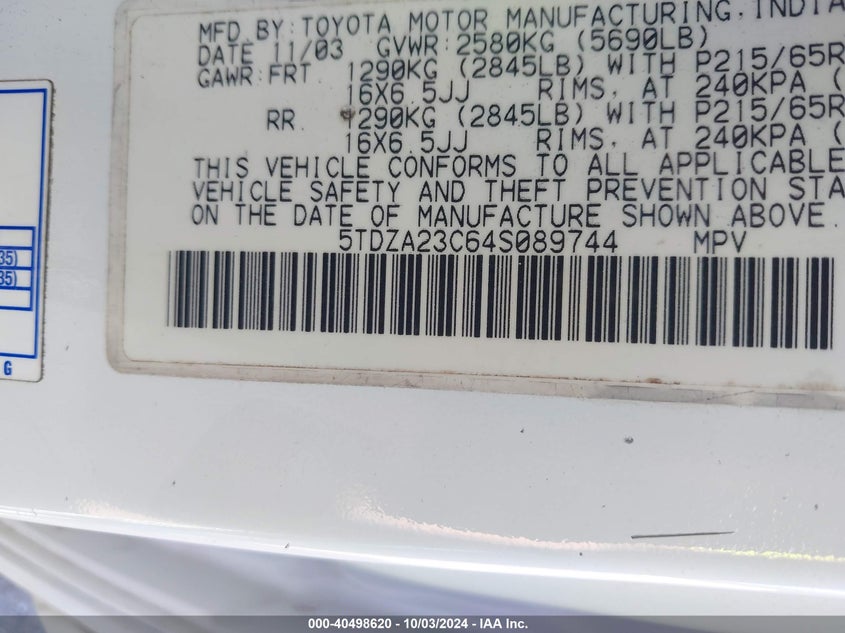 MFD BY:TOYOTA MOTOR MANUFACTURING, INDIA
DATE 11/03 GVWR:2580KG (5690LB)
GAWR:FRT 1290KG (2845LB) WITH P215/65R
16X6.5JJ RIMS, AT 240KPA (
RR 1290KG (2845LB) WITH P215/65R
16X6.5JJ RIMS, AT 240KPA (
THIS VEHICLE CONFORMS TO ALL APPLICABLE
VEHICLE SAFETY AND THEFT PREVENTION STA
ON THE DATE OF MANUFACTURE SHOWN ABOVE.
5TDZA23C64S089744 MPV
35)
35)
G
000-40498620 - 10/03/2024 - IAA Inc.